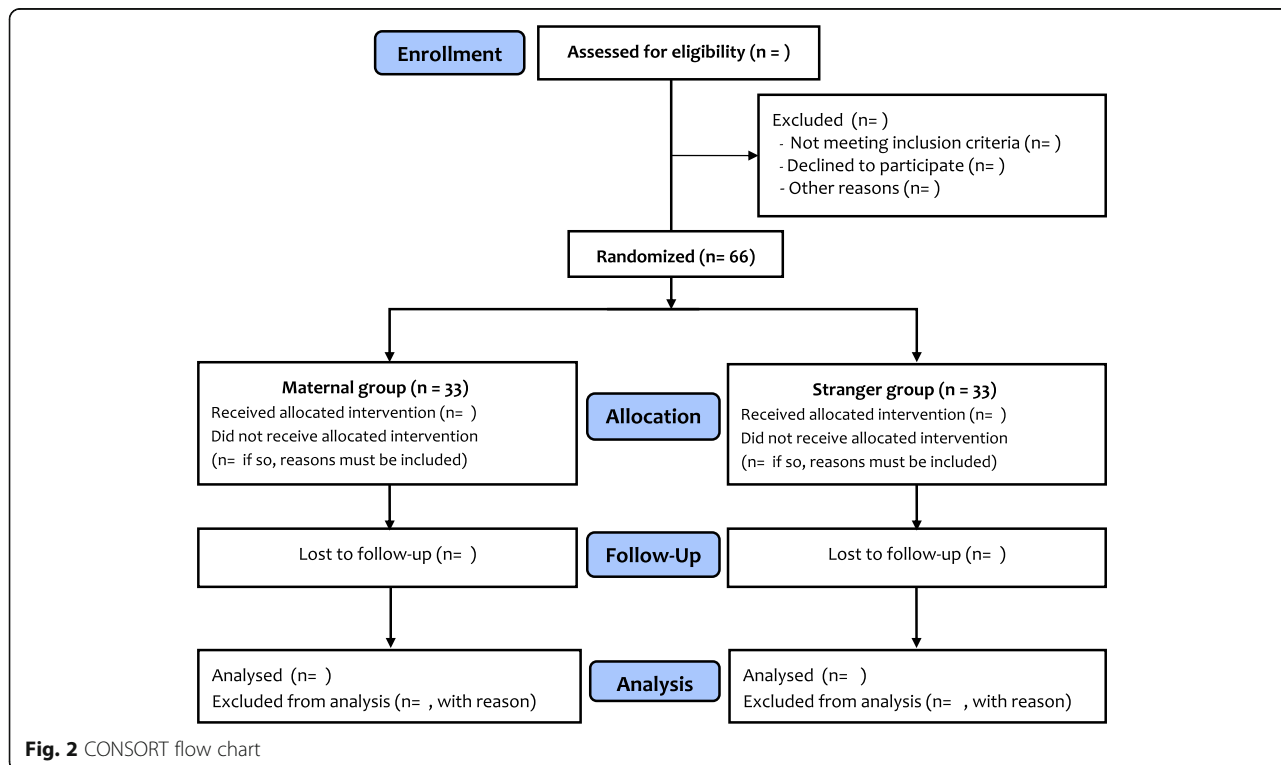 Enrollment
Assessed for eligibility (n = )
Excluded (n= )
- Not meeting inclusion criteria (n= )
- Declined to participate (n= )
- Other reasons (n= )
Randomized (n= 66)
Maternal group (n = 33)
Received allocated intervention (n= )
Did not receive allocated intervention
(n= if so, reasons must be included)
Allocation
Stranger group (n = 33)
Received allocated intervention (n= )
Did not receive allocated intervention
(n= if so, reasons must be included)
Lost to follow-up (n= )
Follow-Up
Lost to follow-up (n= )
Analysed (n= )
Excluded from analysis (n= , with reason)
Analysis
Analysed (n= )
Excluded from analysis (n= , with reason)
Fig. 2 CONSORT flow chart